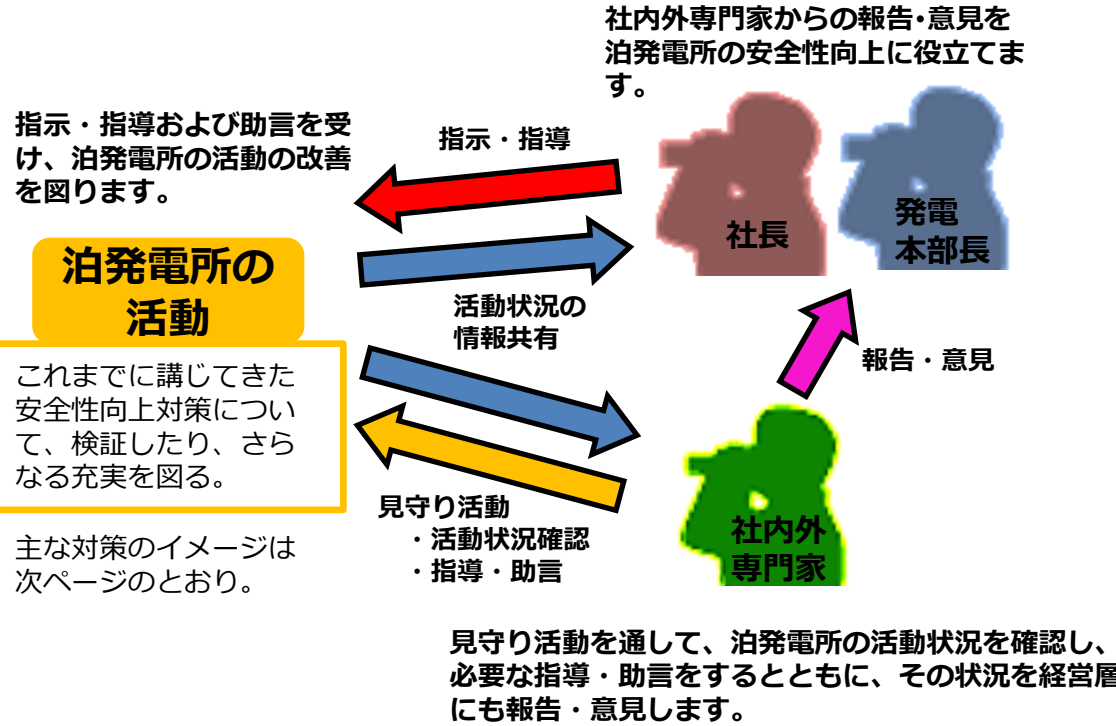 社内外専門家からの報告・意見を
泊発電所の安全性向上に役立てま
す。
指示・指導および助言を受
け、泊発電所の活動の改善
を図ります。
指示・指導
社長
発電
本部長
泊発電所の
活動
活動状況の
情報共有
報告・意見
これまでに講じてきた
安全性向上対策につい
て、検証したり、さら
なる充実を図る。
見守り活動
・活動状況確認
・指導・助言
社内外
専門家
主な対策のイメージは
次ページのとおり。
見守り活動を通して、泊発電所の活動状況を確認し、
必要な指導・助言をするとともに、その状況を経営層
にも報告・意見します。